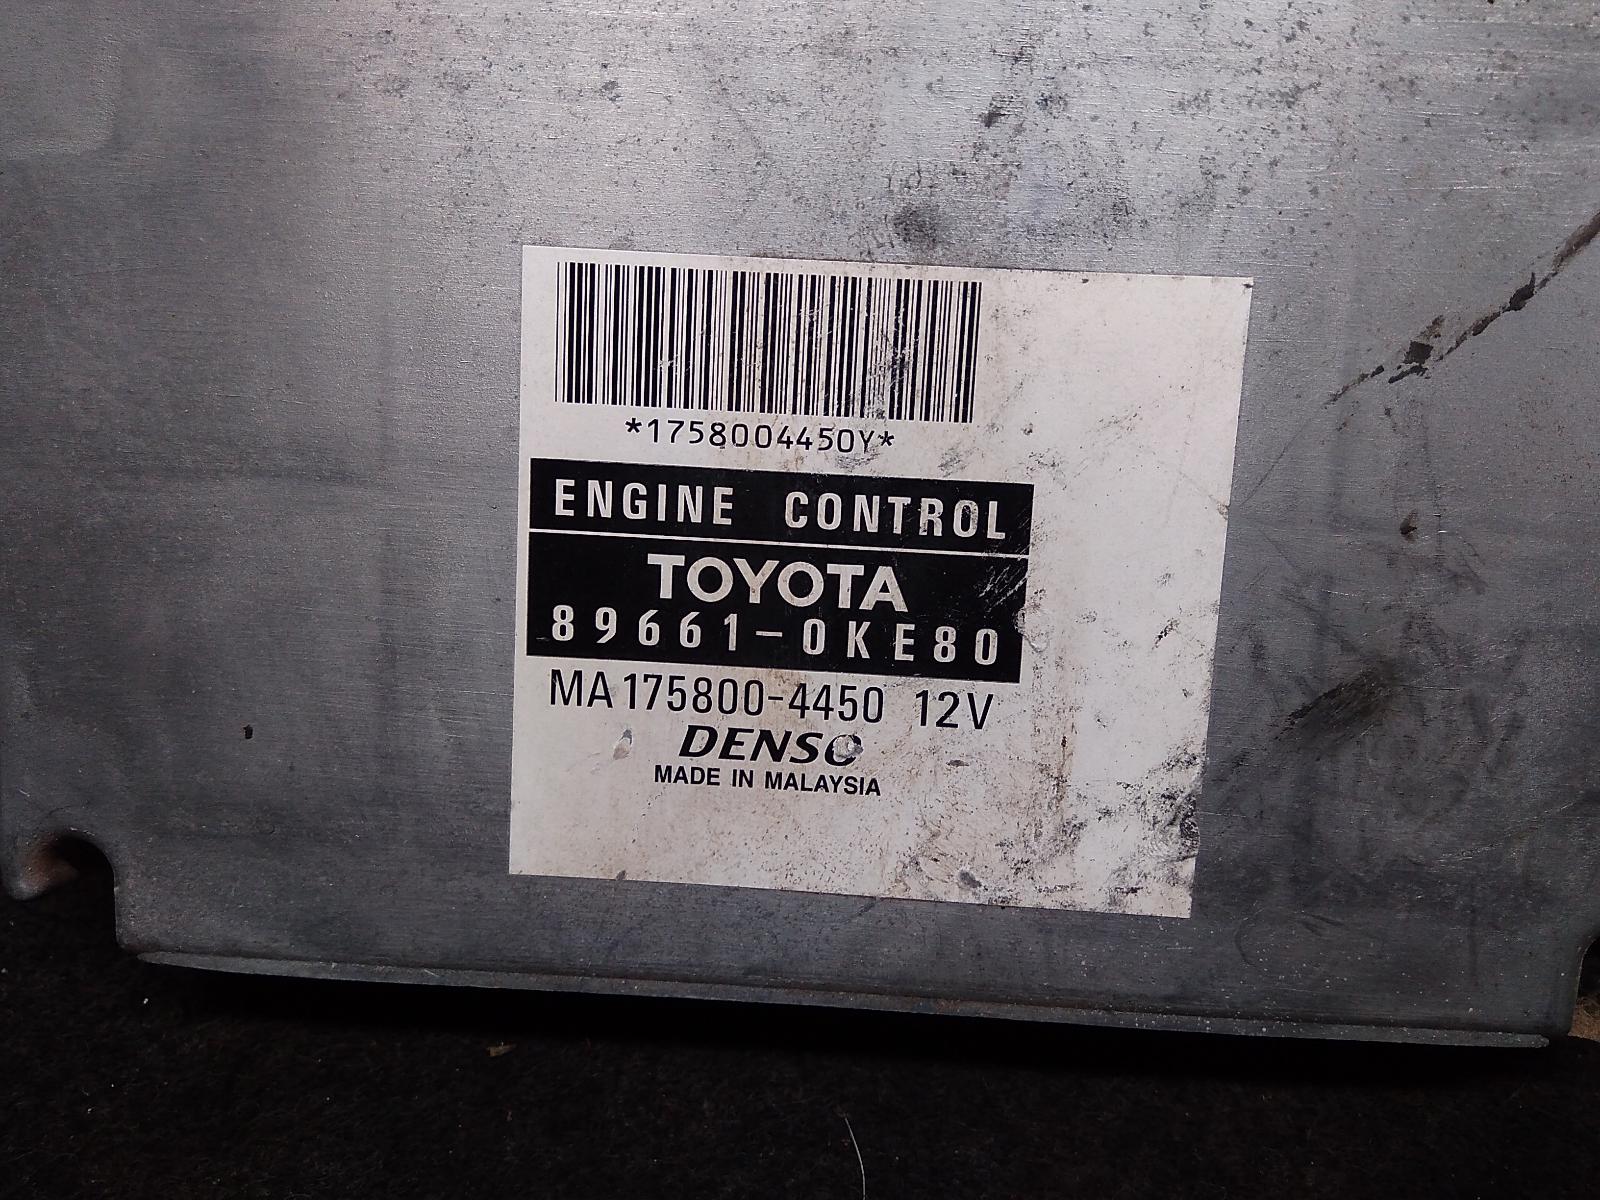 *1758004450Y*
ENGINE CONTROL
TOYOTA
89661-0KE80
MA175800-4450 12V
DENSO
MADE IN MALAYSIA